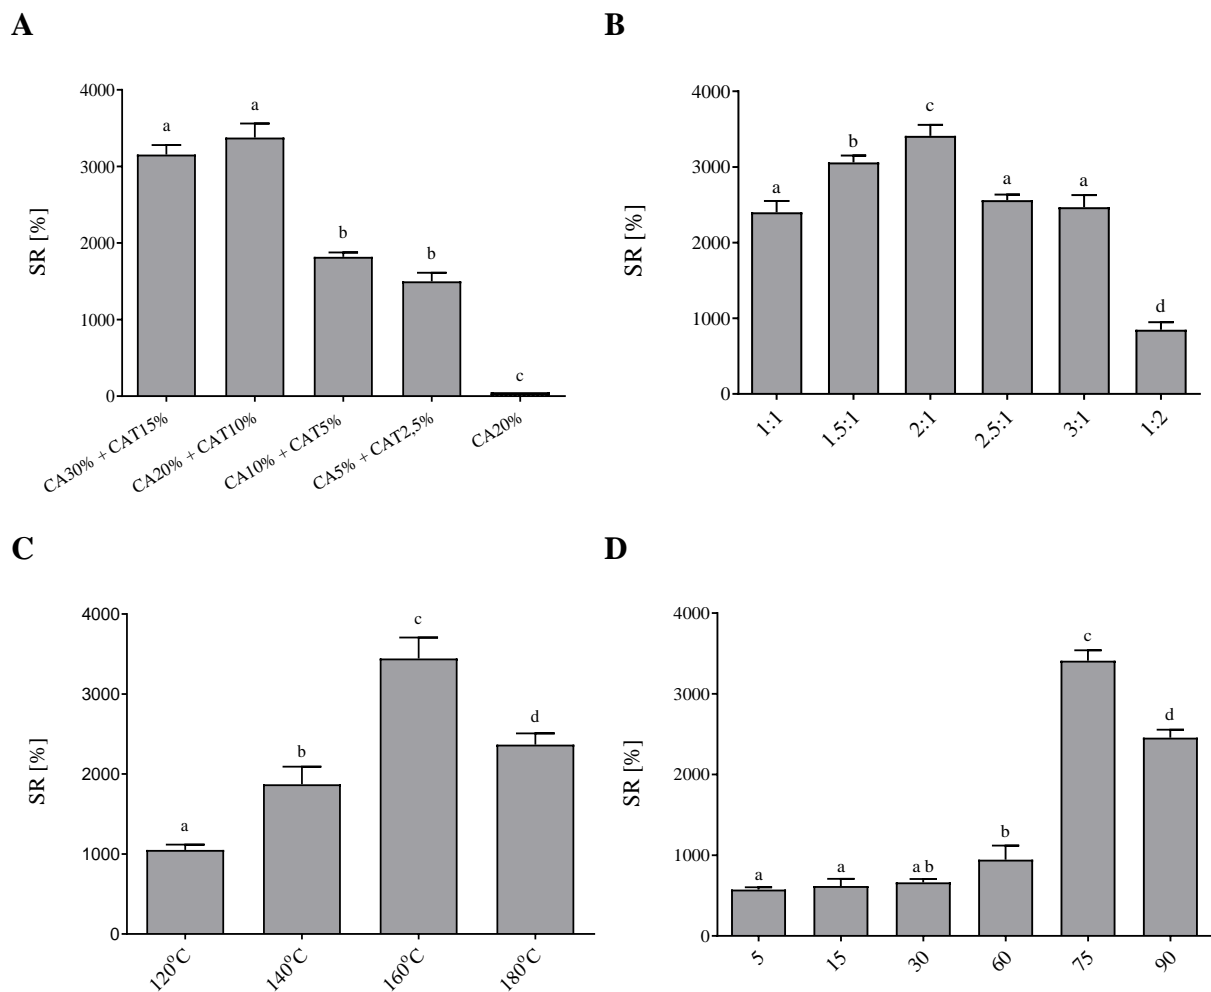 A
B
4000
3000
2000
1000
0
SR [%]
a
a
b
b
c
CA30% + CAT15%
CA20% + CAT10%
CA10% + CAT5%
CA5% + CAT2,5%
CA20%
4000
3000
2000
1000
0
SR [%]
a
b
c
a
a
d
1:1
1.5:1
2:1
2.5:1
3:1
1:2
C
D
4000
3000
2000
1000
0
SR [%]
a
b
c
d
120°C
140°C
160°C
180°C
4000
3000
2000
1000
0
SR [%]
a
a
a b
b
c
d
5
15
30
60
75
90